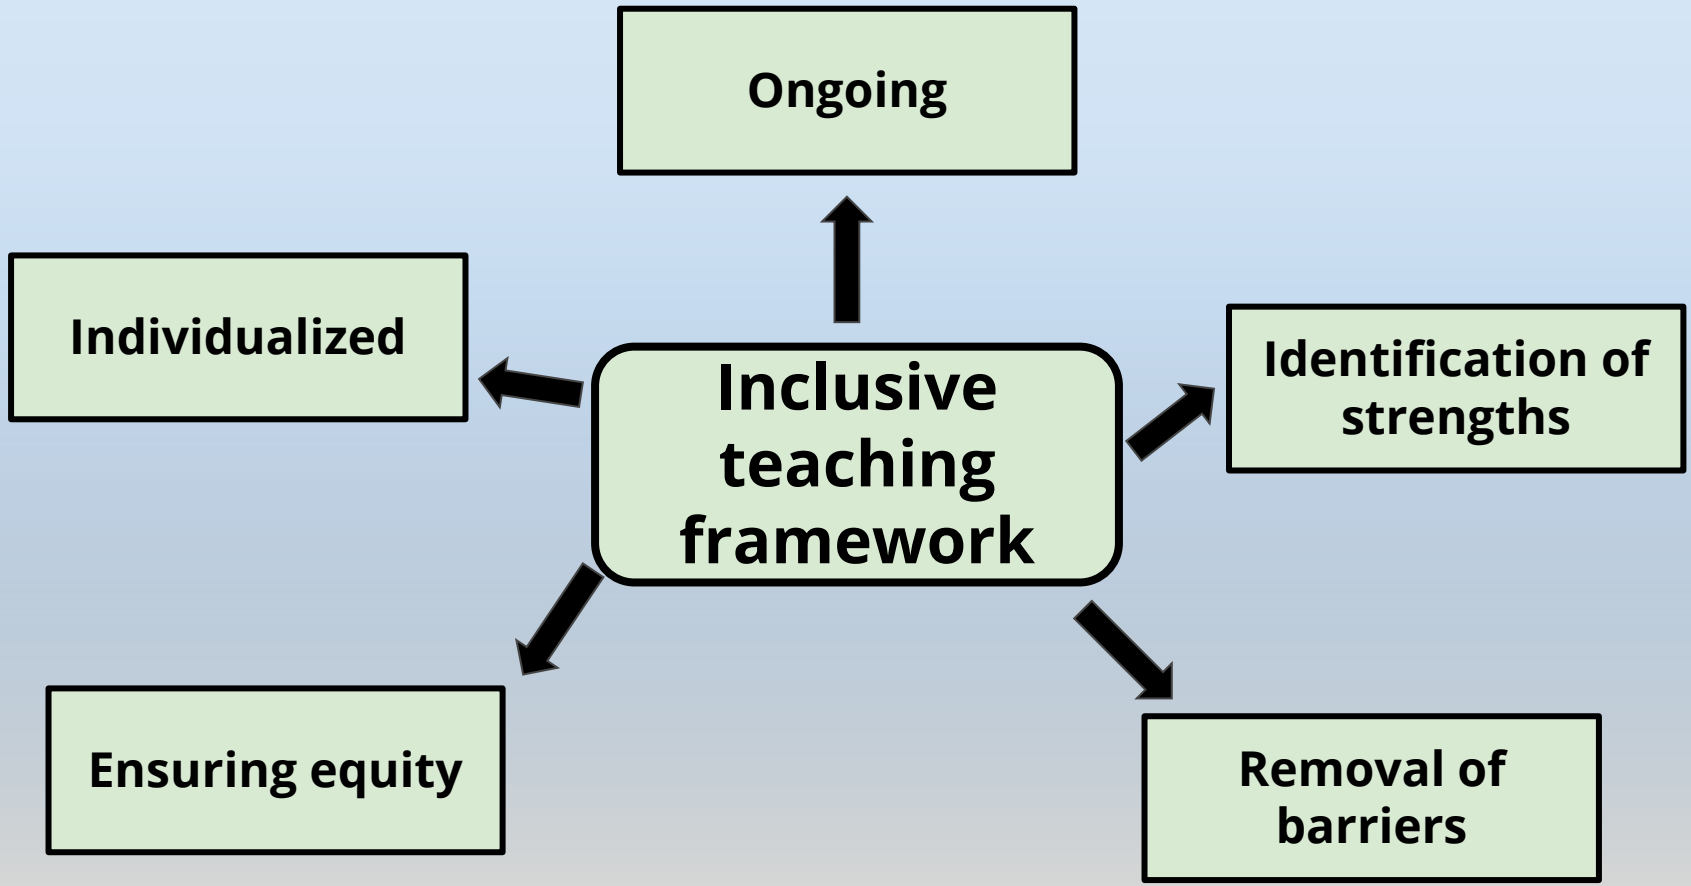 Ongoing
Individualized
Identification of
strengths
Inclusive
teaching
framework
Ensuring equity
Removal of
barriers